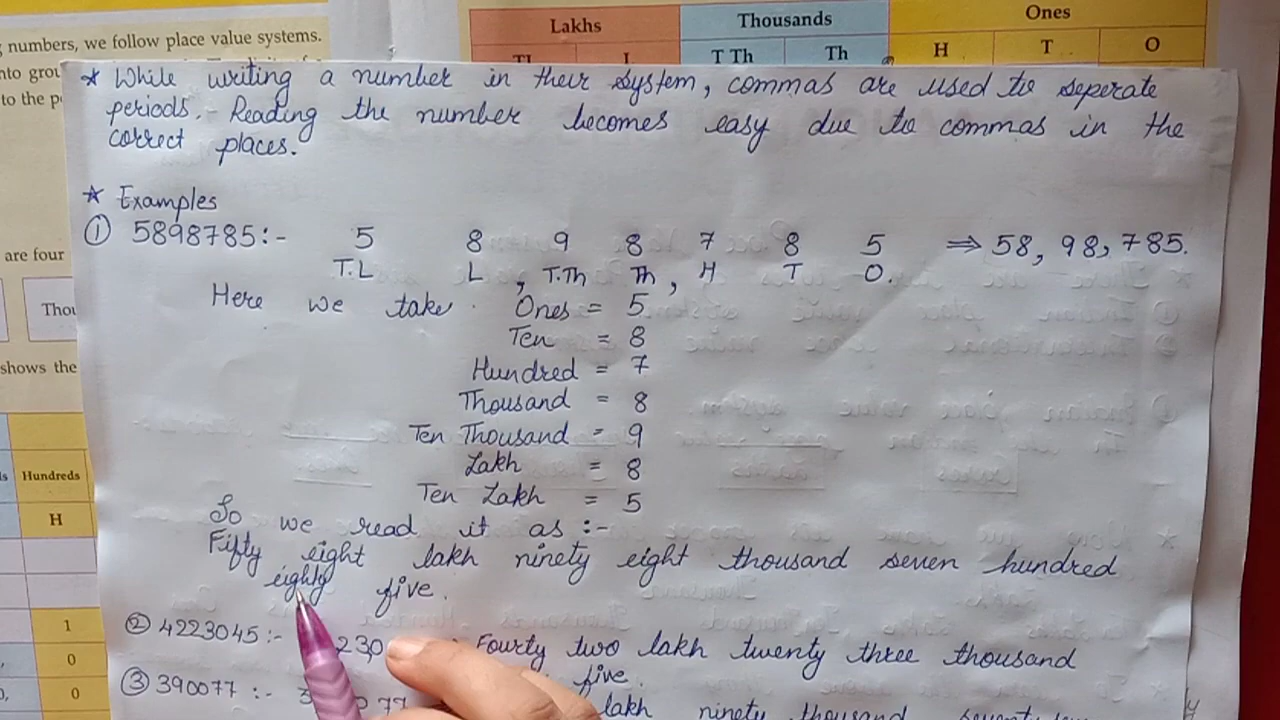 numbers, we follow place value systems.
to the p
are four
Thou
shows the
Hundreds
H
1
0
0
Lakhs Thousands Ones
T Th Th H T O
* While writing a number in their system, commas are used to seperate
periods. - Reading the number becomes easy due to commas in the
correct places.
* Examples
① 5898785:- 5 8 9 8 7 8 5 ⇒ 58, 98, 785.
T.L L , T.Th Th , H T O.
Here we take Ones = 5
Ten = 8
Hundred = 7
Thousand = 8
Ten Thousand = 9
Lakh = 8
Ten Lakh = 5
So we read it as :-
Fifty eight lakh ninety eight thousand seven hundred
eighty five.
② 4223045:- 230 Fourty two lakh twenty three thousand
five.
③ 390077 :- 3 77 lakh ninety thousand